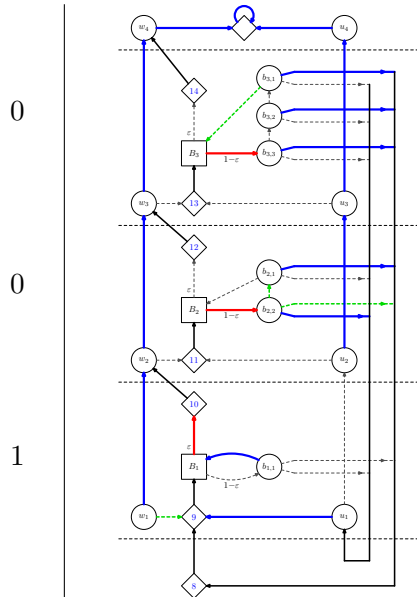 w₄ u₄
14 b₃,₁
0
b₃,₂
ε
B₃ 1−ε b₃,₃
w₃ 13 u₃
12
b₂,₁
0
ε
B₂ 1−ε b₂,₂
w₂ 11 u₂
10
ε
1 B₁ 1−ε b₁,₁
w₁ 9 u₁
8